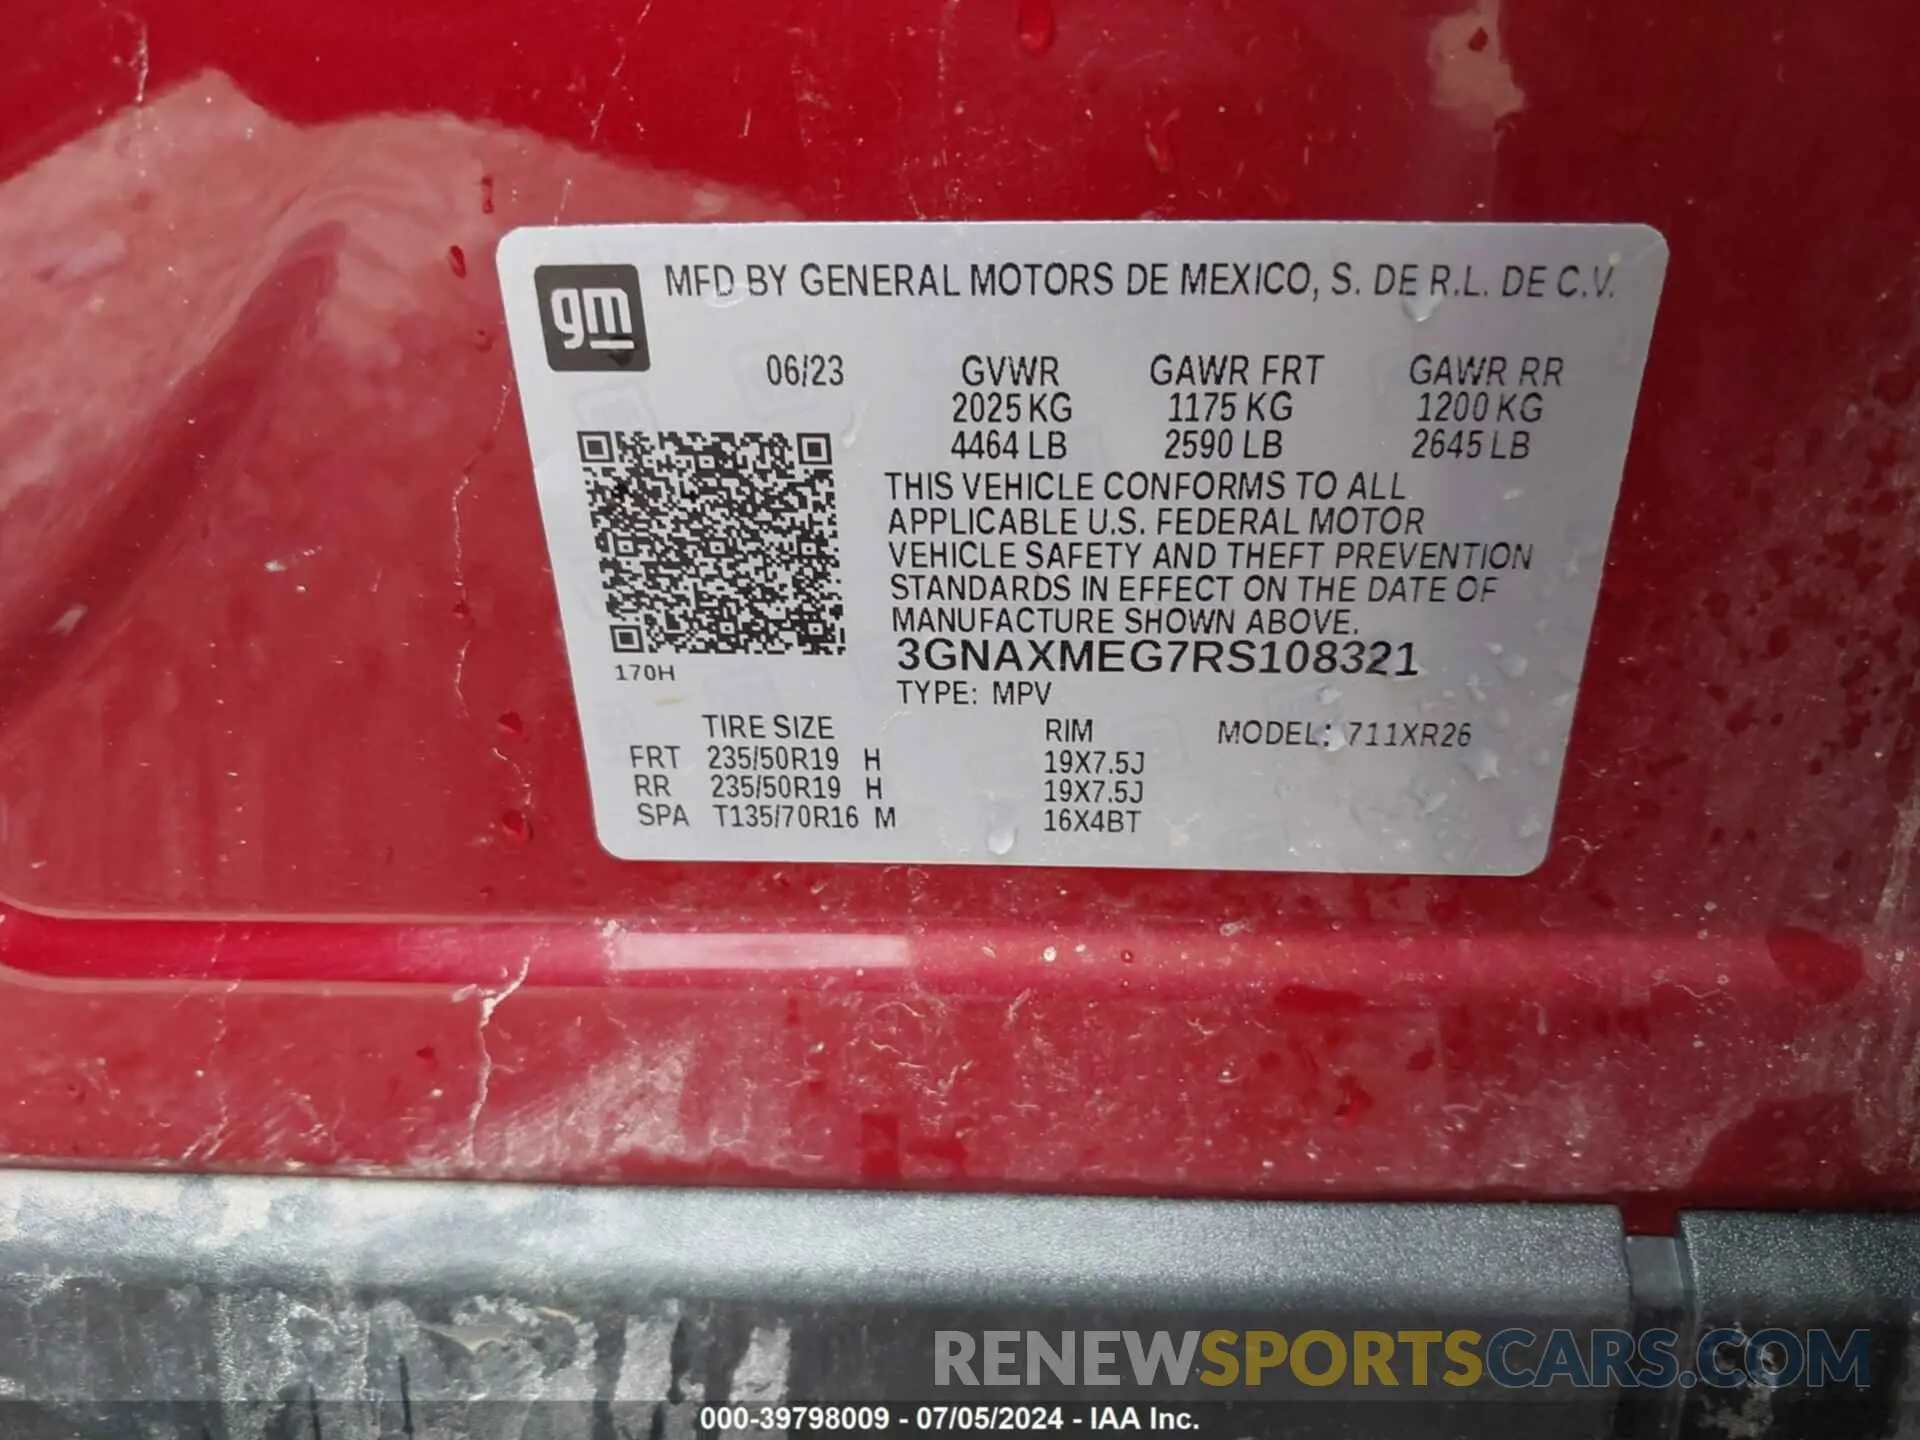 gm
MFD BY GENERAL MOTORS DE MEXICO, S. DE R.L. DE C.V.
06/23 GVWR GAWR FRT GAWR RR
2025 KG 1175 KG 1200 KG
4464 LB 2590 LB 2645 LB
THIS VEHICLE CONFORMS TO ALL
APPLICABLE U.S. FEDERAL MOTOR
VEHICLE SAFETY AND THEFT PREVENTION
STANDARDS IN EFFECT ON THE DATE OF
MANUFACTURE SHOWN ABOVE.
3GNAXMEG7RS108321
170H
TYPE: MPV
TIRE SIZE RIM MODEL: 711XR26
FRT 235/50R19 H 19X7.5J
RR 235/50R19 H 19X7.5J
SPA T135/70R16 M 16X4BT
RENEWSPORTSCARS.COM
000-39798009 - 07/05/2024 - IAA Inc.